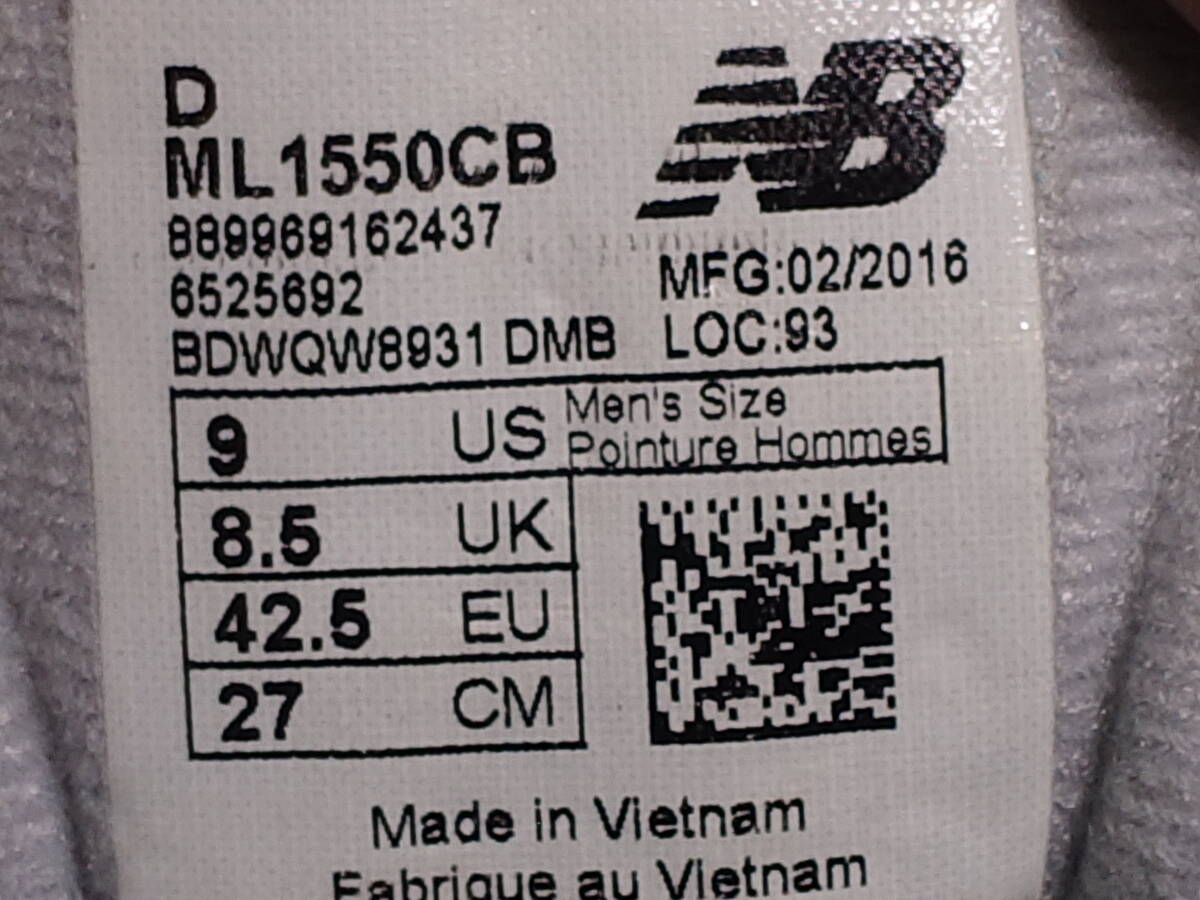 D
ML1550CB
NB
889969162437
6525692
MFG:02/2016
BDWQW8931 DMB
LOC:93
9 US
Men's Size
Pointure Hommes
8.5 UK
42.5 EU
27 CM
Made in Vietnam
Fabrique au Vietnam